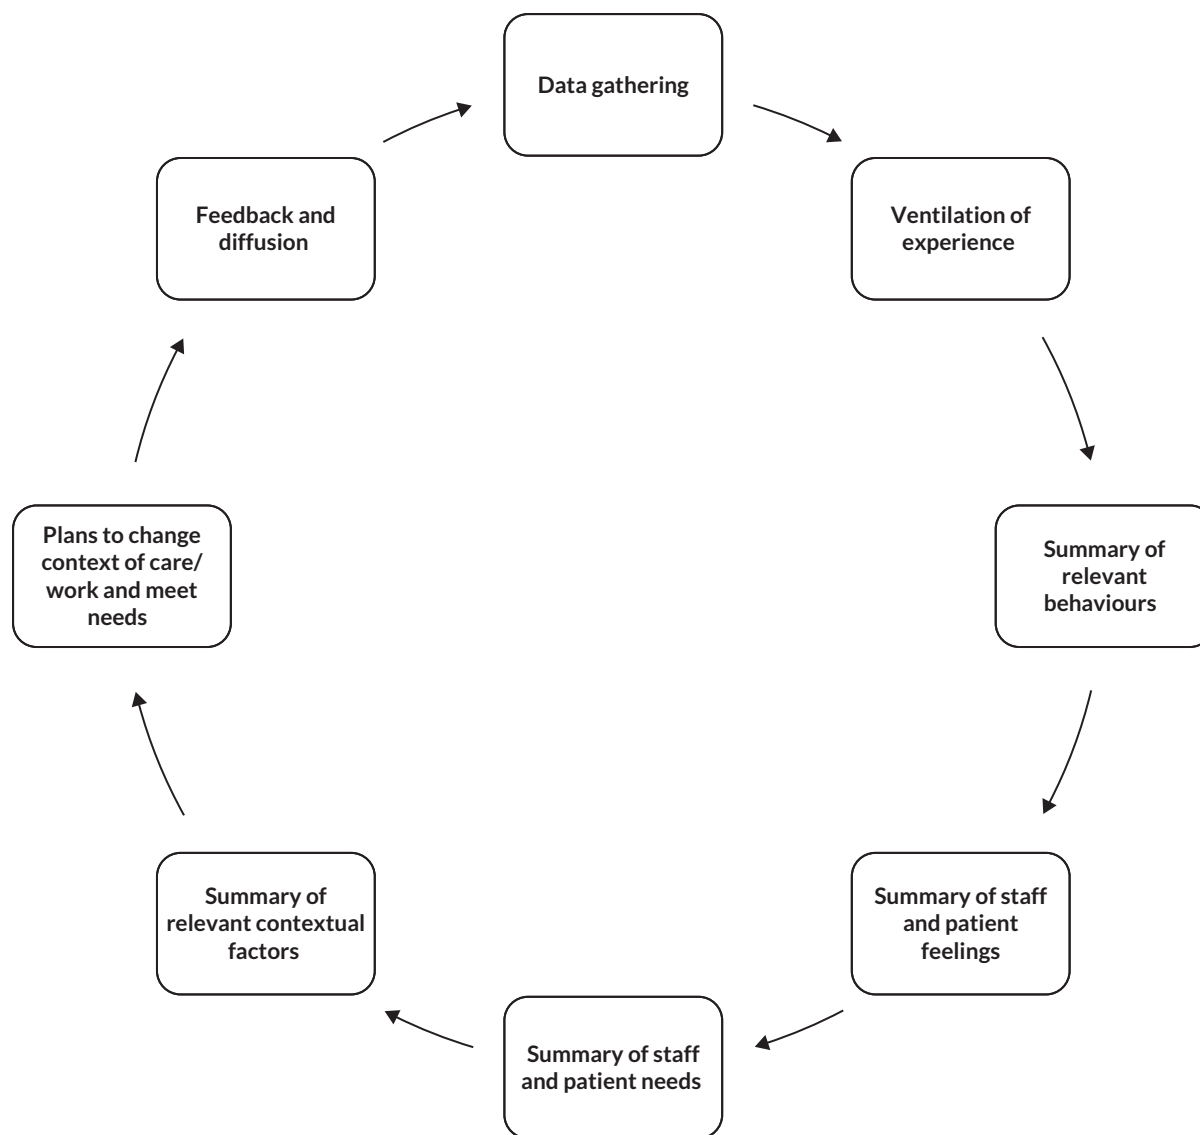 Data gathering
Ventilation of
experience
Summary of
relevant
behaviours
Summary of staff
and patient
feelings
Summary of staff
and patient needs
Summary of
relevant contextual
factors
Plans to change
context of care/
work and meet
needs
Feedback and
diffusion